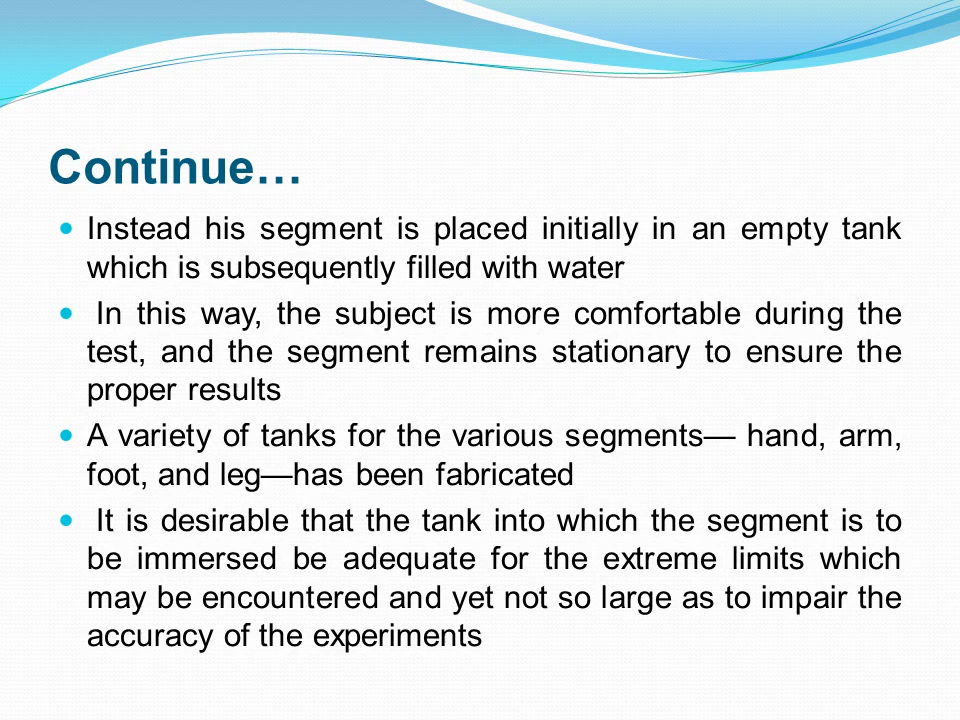 Continue…
Instead his segment is placed initially in an empty tank
which is subsequently filled with water
In this way, the subject is more comfortable during the
test, and the segment remains stationary to ensure the
proper results
A variety of tanks for the various segments— hand, arm,
foot, and leg—has been fabricated
It is desirable that the tank into which the segment is to
be immersed be adequate for the extreme limits which
may be encountered and yet not so large as to impair the
accuracy of the experiments